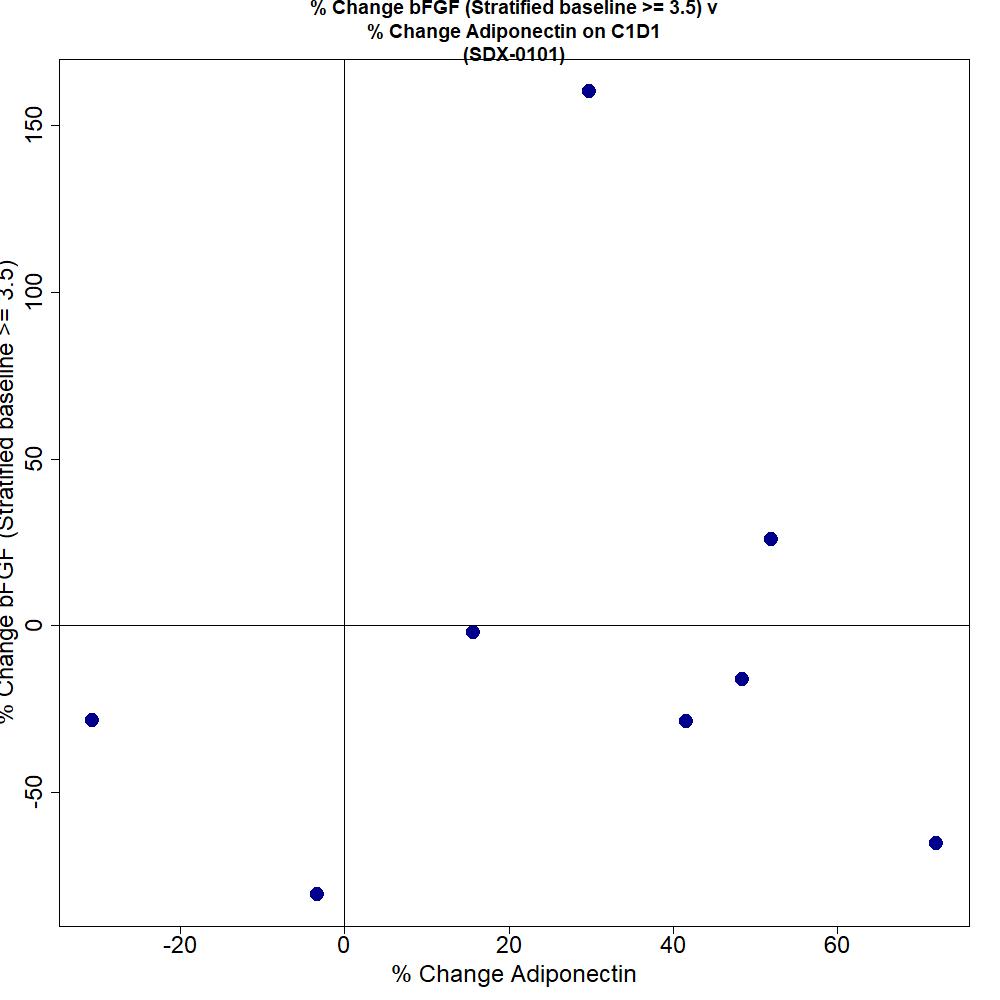 % Change bFGF (Stratified baseline >= 3.5) v
% Change Adiponectin on C1D1
(SDX-0101)
% Change bFGF (Stratified baseline >= 3.5)
150
100
50
0
-50
-20 0 20 40 60
% Change Adiponectin